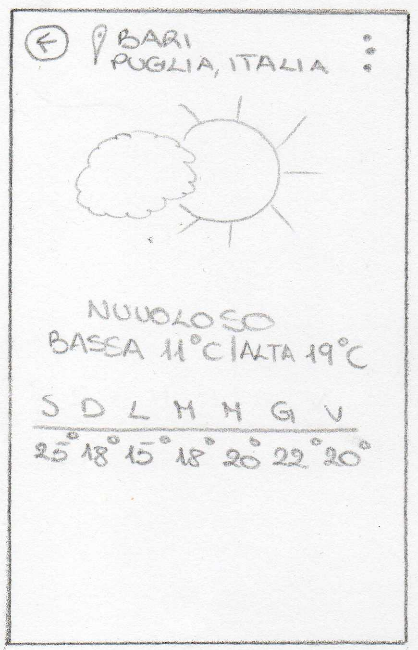 BARI
PUGLIA, ITALIA
NUVOLOSO
BASSA 11°C|ALTA 19°C
S D L M M G V
25° 18° 15° 18° 20° 22° 20°